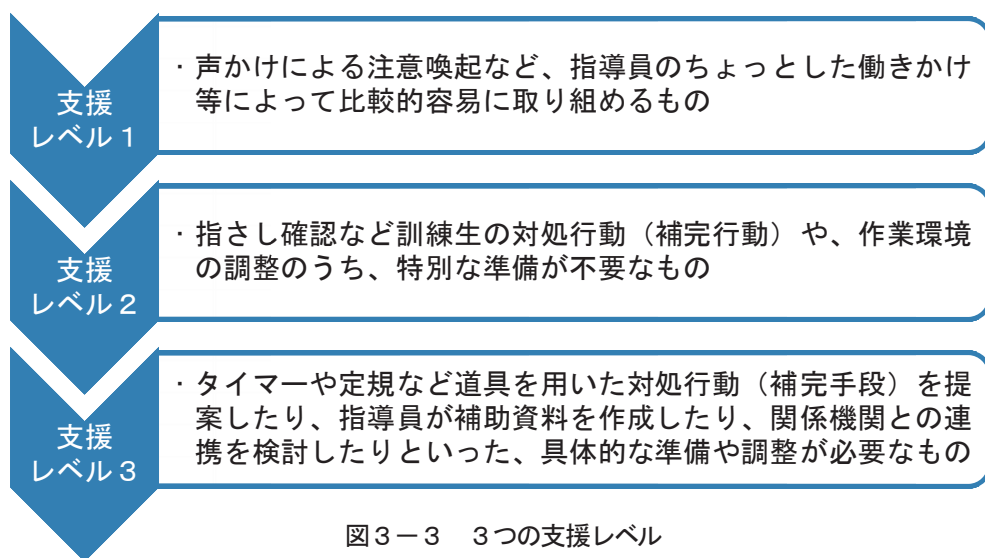 支援
レベル１
・声かけによる注意喚起など、指導員のちょっとした働きかけ
等によって比較的容易に取り組めるもの
支援
レベル２
・指さし確認など訓練生の対処行動（補完行動）や、作業環境
の調整のうち、特別な準備が不要なもの
支援
レベル３
・タイマーや定規など道具を用いた対処行動（補完手段）を提
案したり、指導員が補助資料を作成したり、関係機関との連
携を検討したりといった、具体的な準備や調整が必要なもの
図３－３　３つの支援レベル